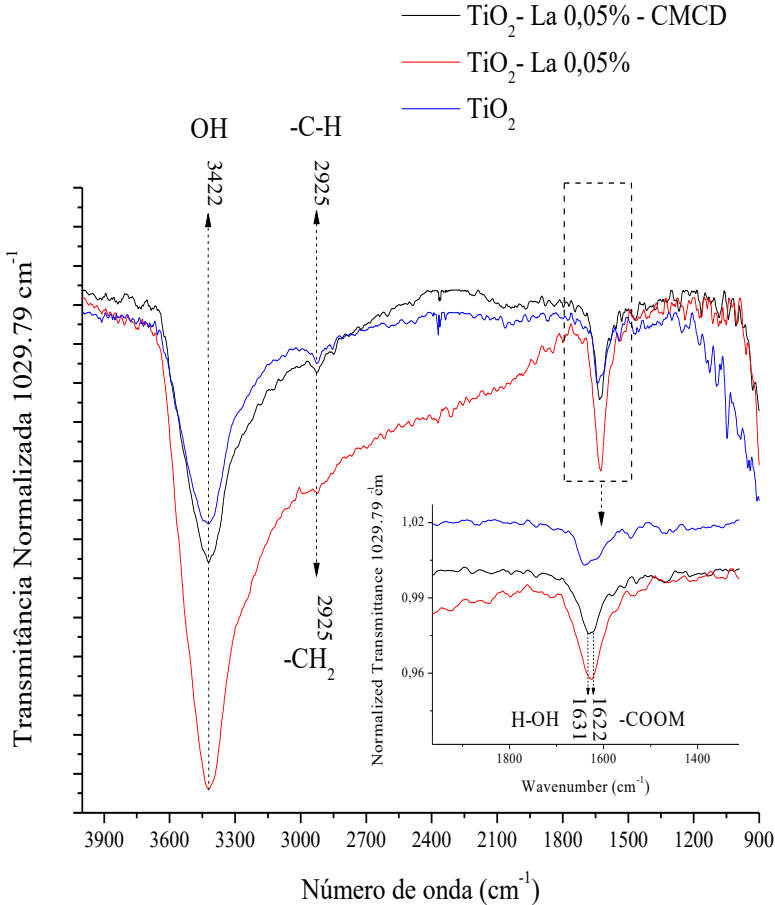 TiO2- La 0,05% - CMCD
TiO2- La 0,05%
TiO2
OH
-C-H
3422
2925
Transmitância Normalizada 1029.79 cm-1
2925
-CH2
Normalized Transmittance 1029.79 cm-1
1,02
0,99
0,96
H-OH
1631
1622
-COOM
1800
1600
1400
Wavenumber (cm-1)
3900 3600 3300 3000 2700 2400 2100 1800 1500 1200 900
Número de onda (cm-1)